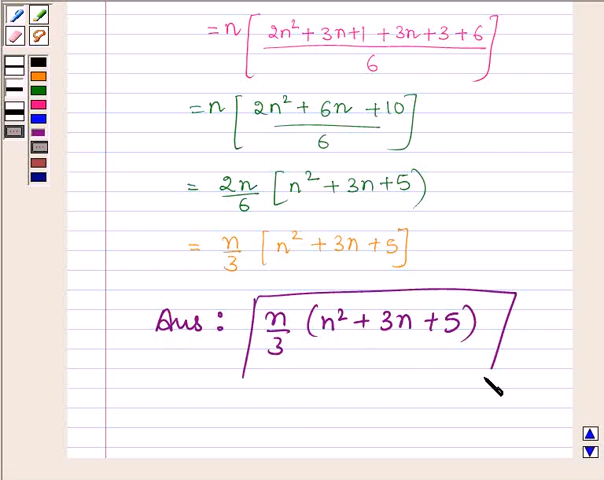 = n [ 2n² + 3n + 1 + 3n + 3 + 6 / 6 ]
= n [ 2n² + 6n + 10 / 6 ]
= 2n/6 [ n² + 3n + 5 )
= n/3 [ n² + 3n + 5 ]
Ans : n/3 ( n² + 3n + 5 )